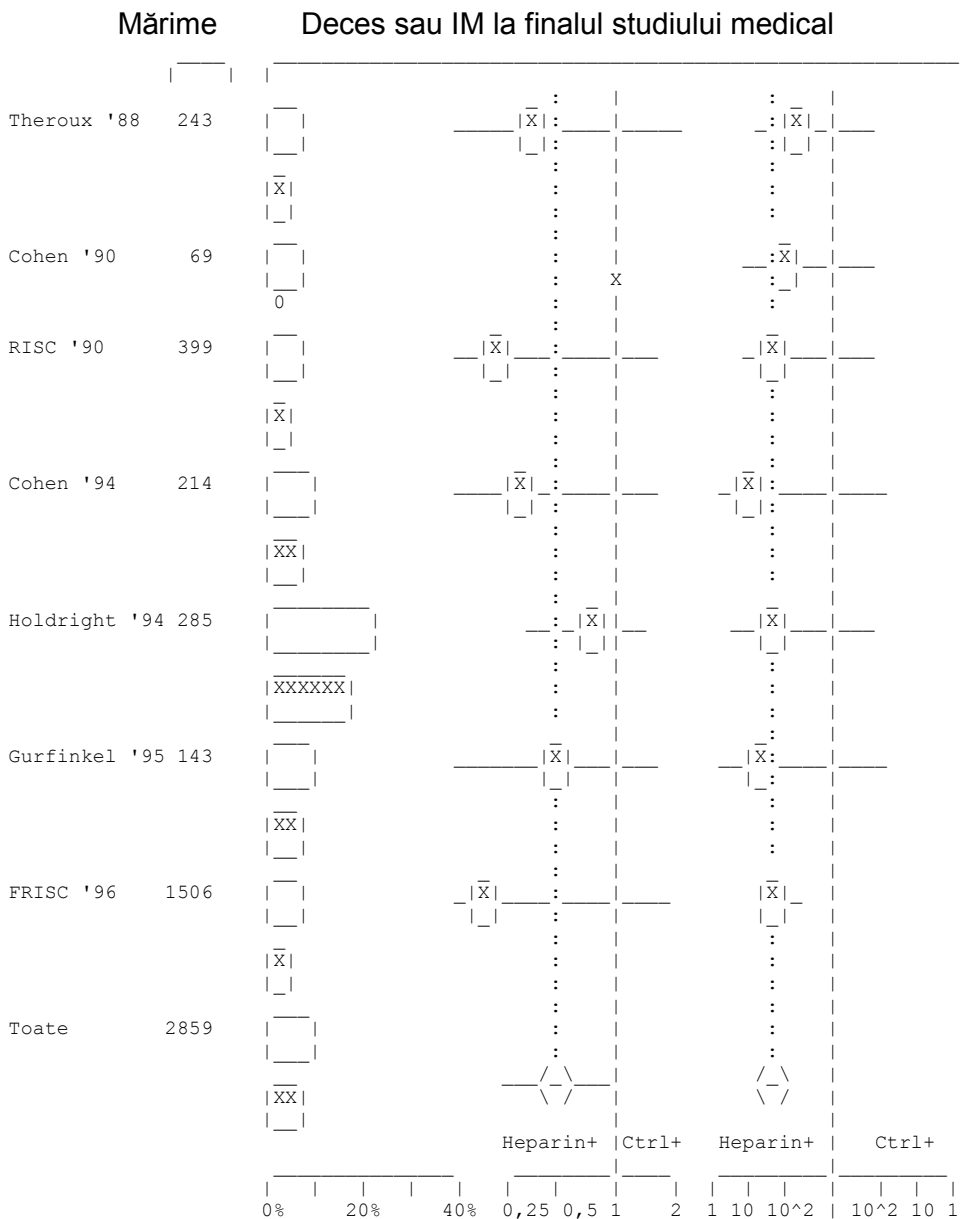 Mărime Deces sau IM la finalul studiului medical
Theroux '88 243
Cohen '90 69
0
RISC '90 399
Cohen '94 214
Holdright '94 285
Gurfinkel '95 143
FRISC '96 1506
Toate 2859
Heparin+ | Ctrl+ Heparin+ | Ctrl+
0% 20% 40% 0,25 0,5 1 2 1 10 10^2 | 10^2 10 1